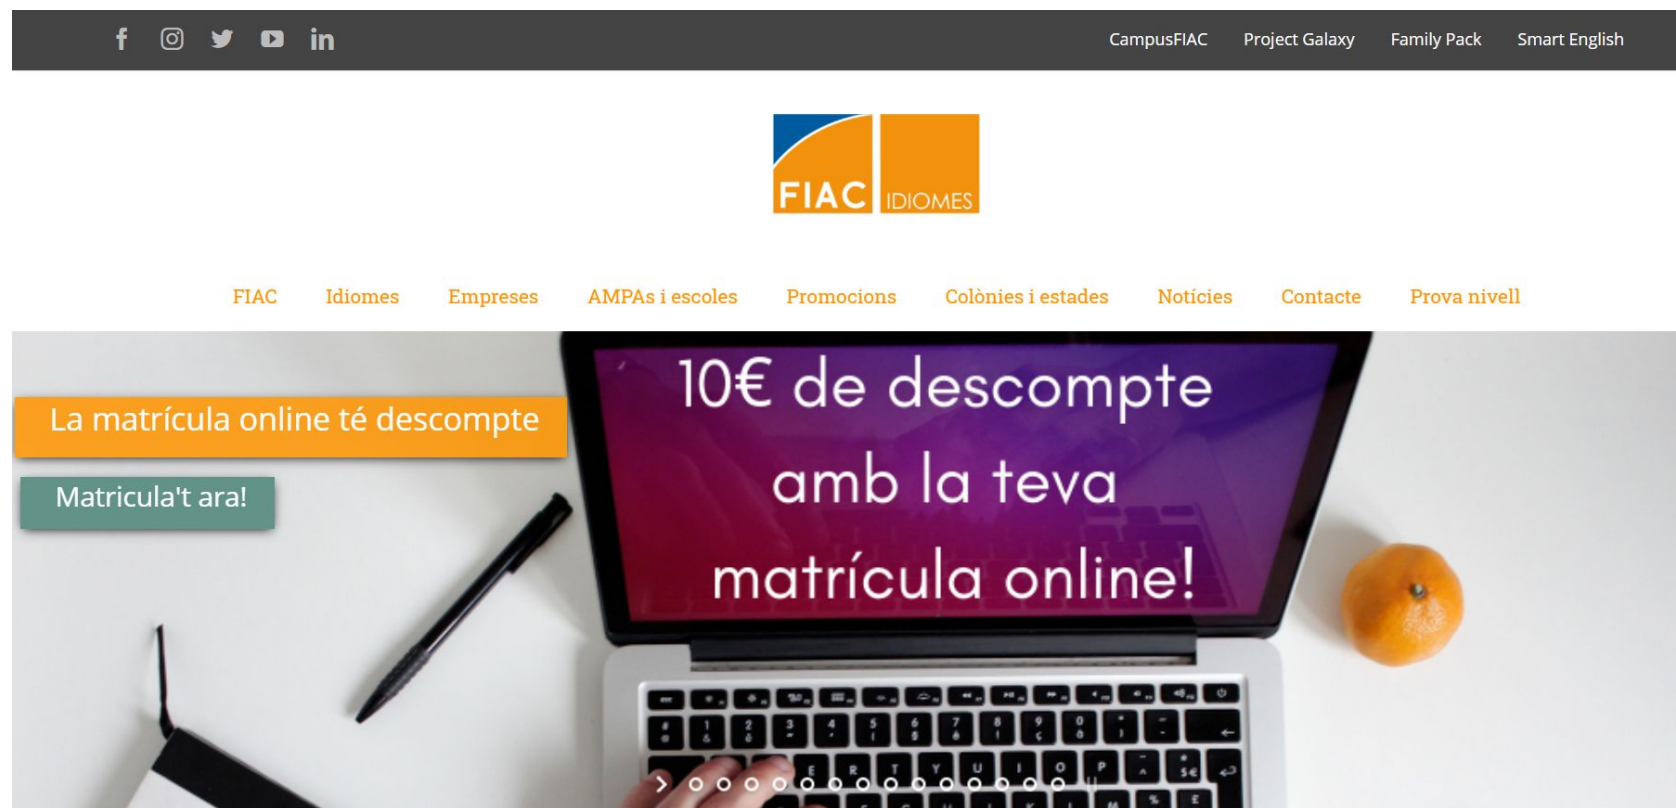 CampusFIAC Project Galaxy Family Pack Smart English
FIAC IDIOMES
FIAC Idiomes Empreses AMPAs i escoles Promocions Colònies i estades Notícies Contacte Prova nivell
La matrícula online té descompte
Matricula't ara!
10€ de descompte
amb la teva
matrícula online!